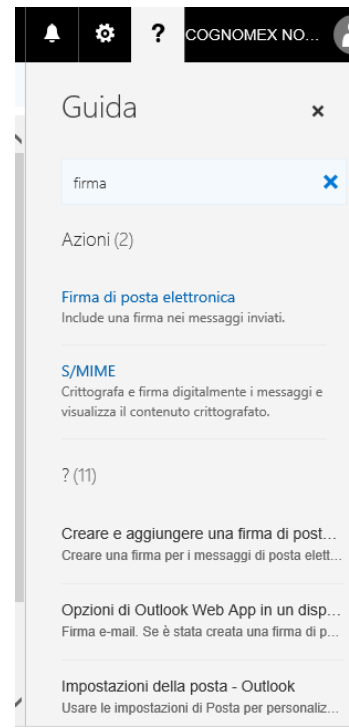 ? COGNOMEX NO...
Guida
firma
Azioni (2)
Firma di posta elettronica
Include una firma nei messaggi inviati.
S/MIME
Crittografa e firma digitalmente i messaggi e
visualizza il contenuto crittografato.
? (11)
Creare e aggiungere una firma di post...
Creare una firma per i messaggi di posta elett...
Opzioni di Outlook Web App in un disp...
Firma e-mail. Se è stata creata una firma di p...
Impostazioni della posta - Outlook
Usare le impostazioni di Posta per personaliz...